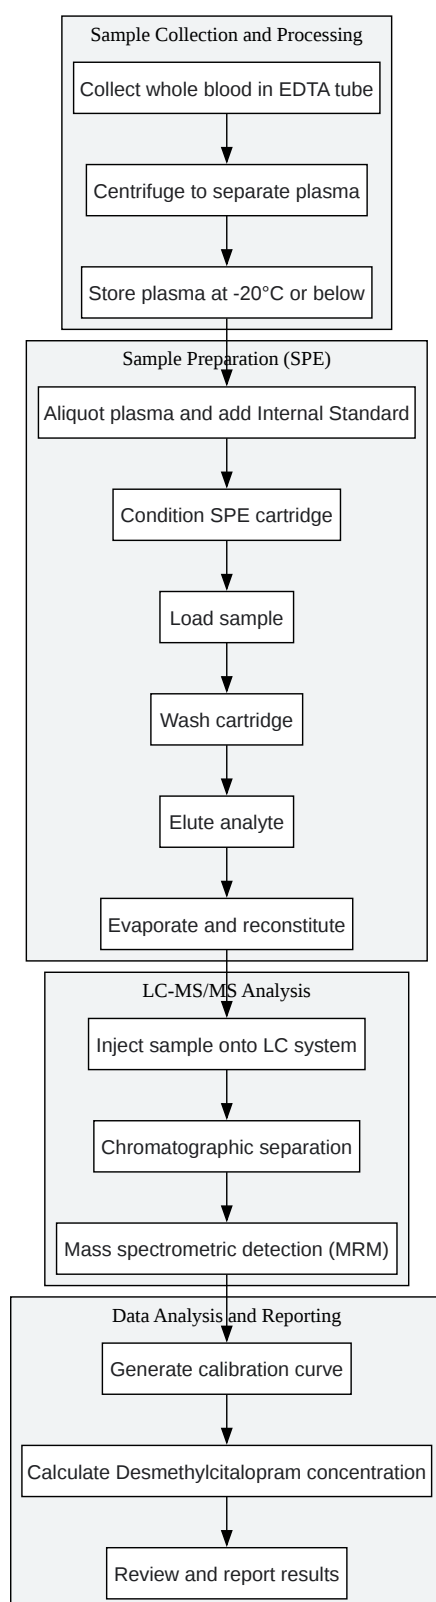 Sample Collection and Processing
Collect whole blood in EDTA tube
Centrifuge to separate plasma
Store plasma at -20°C or below
Sample Preparation (SPE)
Aliquot plasma and add Internal Standard
Condition SPE cartridge
Load sample
Wash cartridge
Elute analyte
Evaporate and reconstitute
LC-MS/MS Analysis
Inject sample onto LC system
Chromatographic separation
Mass spectrometric detection (MRM)
Data Analysis and Reporting
Generate calibration curve
Calculate Desmethylcitalopram concentration
Review and report results